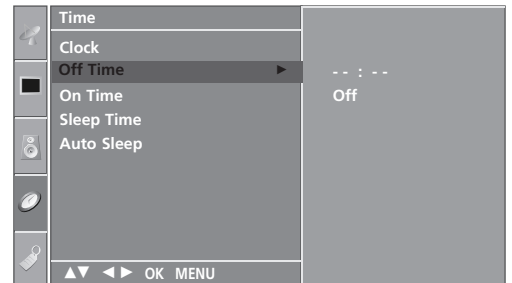 Time
Clock
Off Time ► -- : --
On Time Off
Sleep Time
Auto Sleep
▲▼ ◄► OK MENU